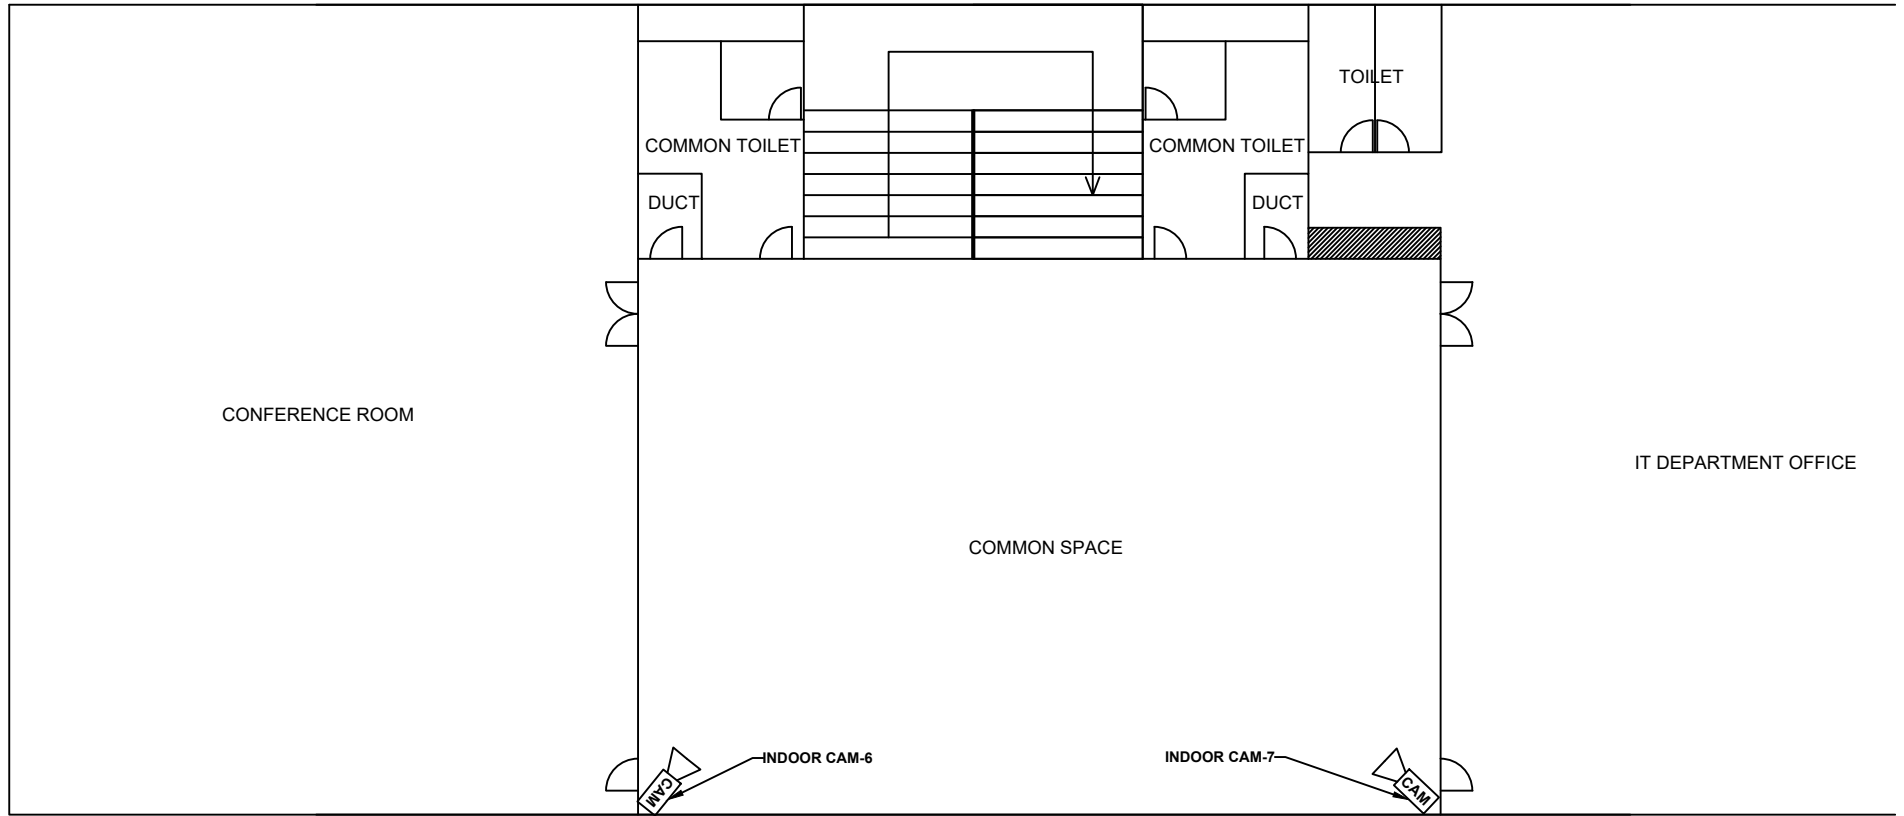 TOILET
COMMON TOILET
COMMON TOILET
DUCT
DUCT
CONFERENCE ROOM
IT DEPARTMENT OFFICE
COMMON SPACE
INDOOR CAM-6
INDOOR CAM-7
CAM
CAM